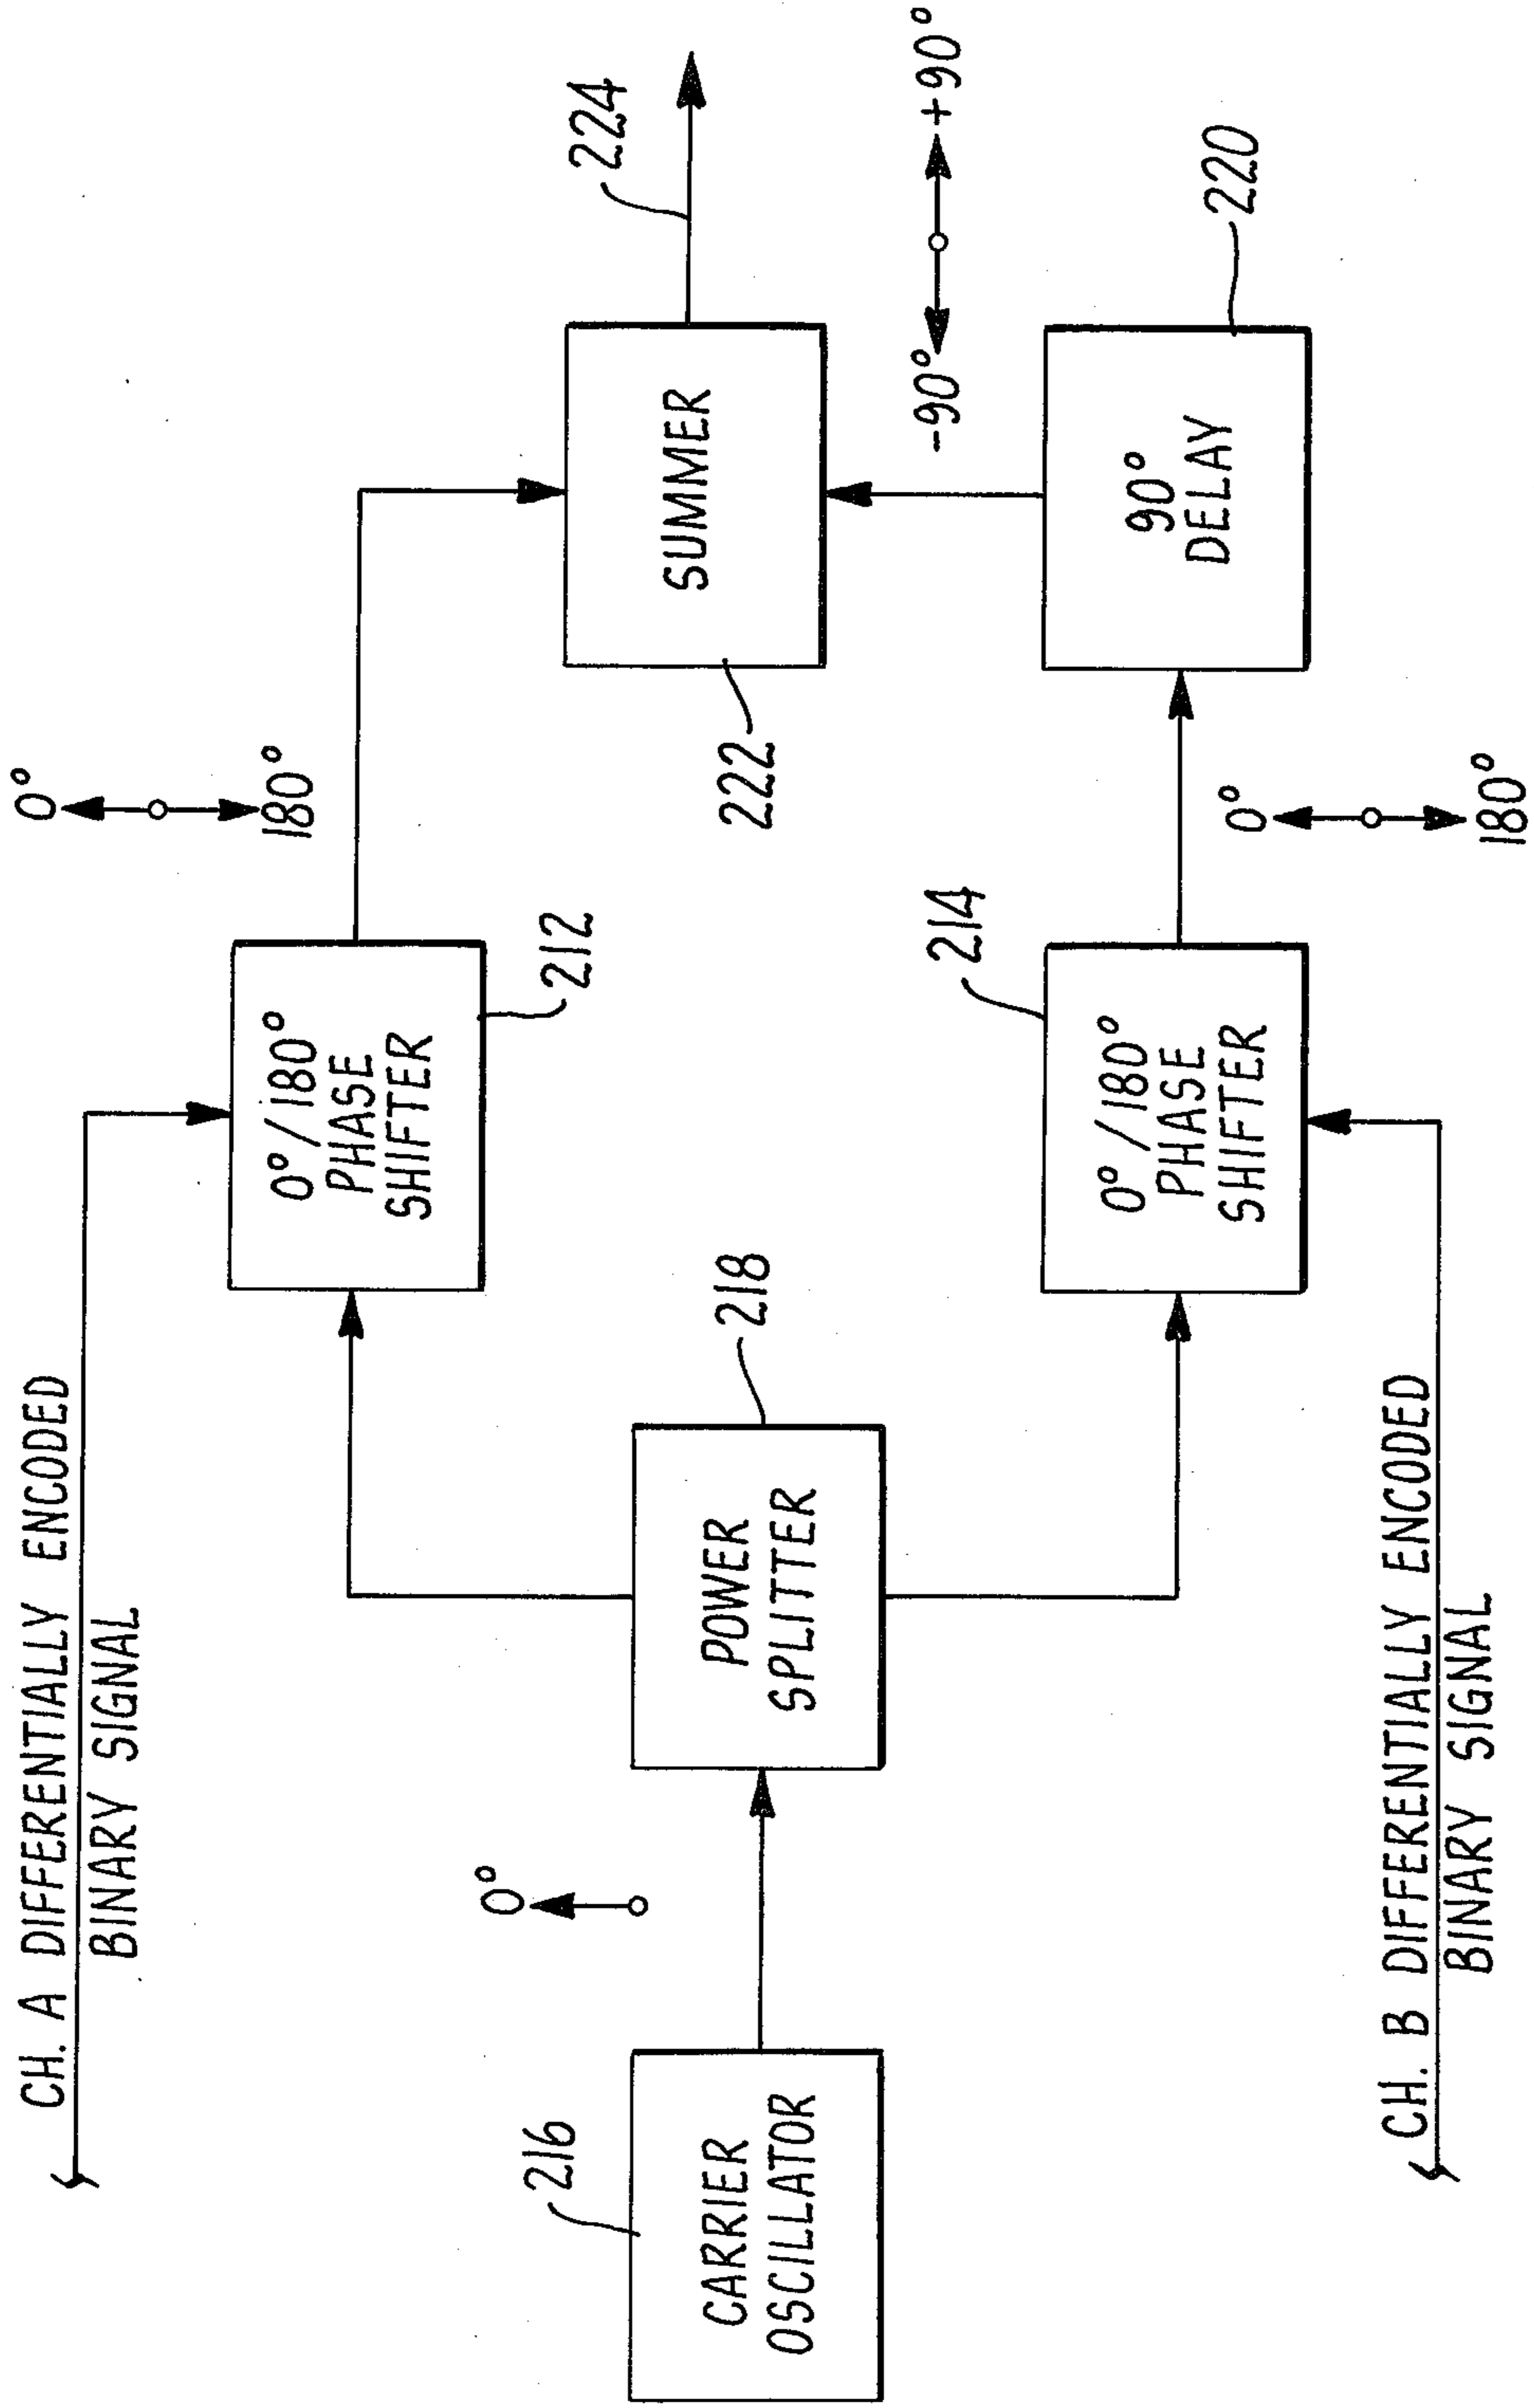 CH. A DIFFERENTIALLY ENCODED
BINARY SIGNAL
0°
180°
0°/180°
PHASE
SHIFTER
212
0°
216
CARRIER
OSCILLATOR
POWER
SPLITTER
218
222
SUMMER
224
-90°
+90°
214
0°/180°
PHASE
SHIFTER
0°
180°
90°
DELAY
220
CH. B DIFFERENTIALLY ENCODED
BINARY SIGNAL